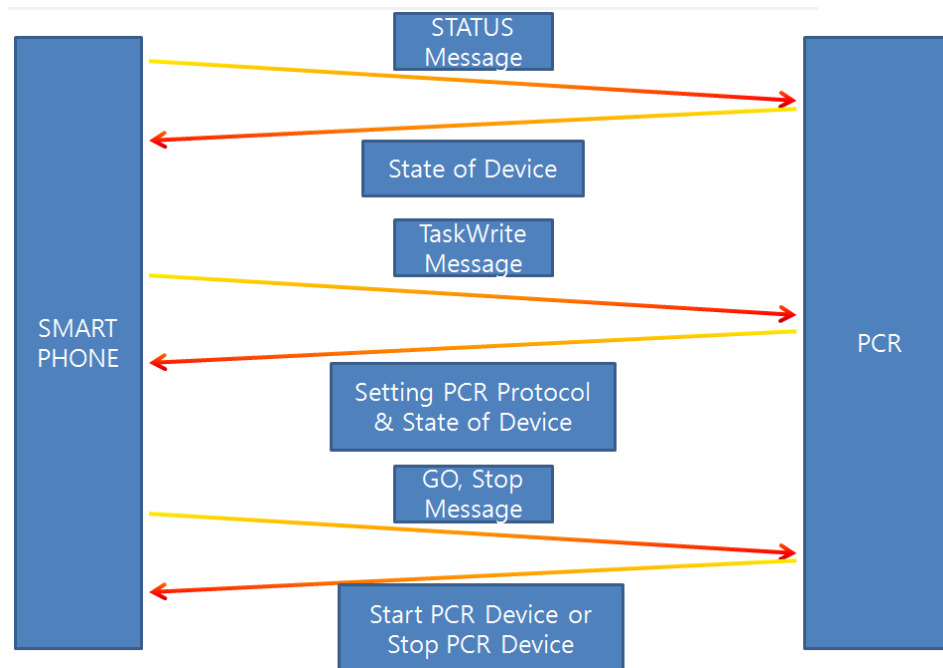 STATUS
Message
State of Device
TaskWrite
Message
SMART
PHONE
PCR
Setting PCR Protocol
& State of Device
GO, Stop
Message
Start PCR Device or
Stop PCR Device